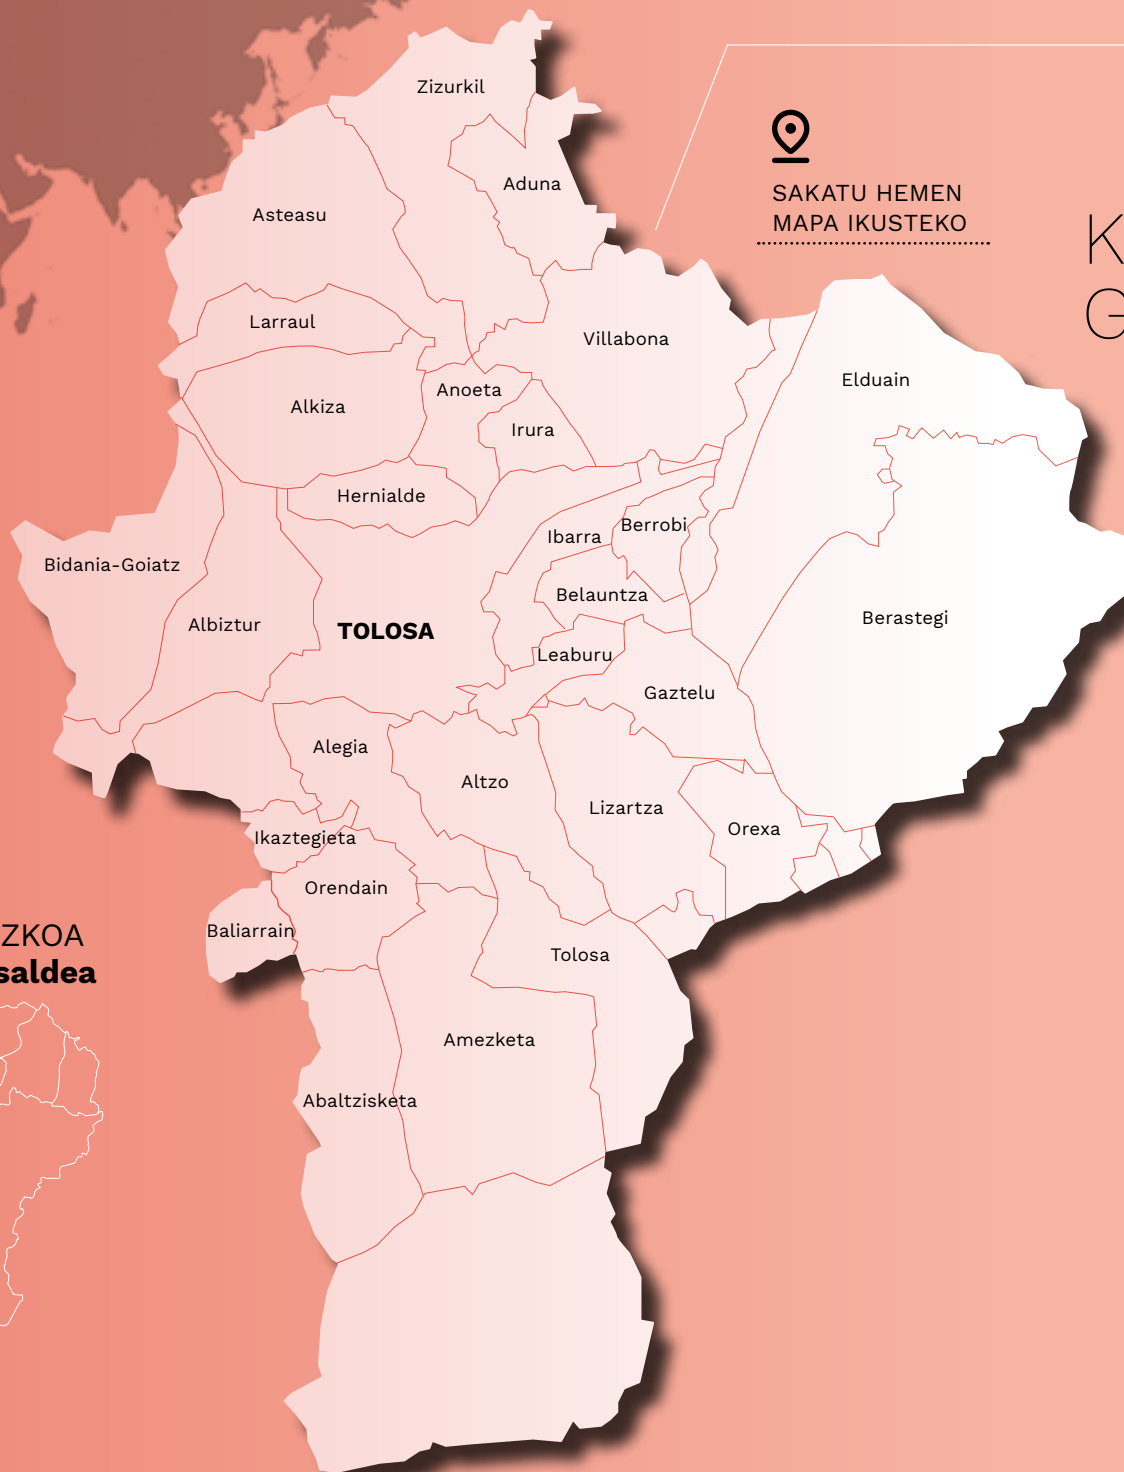 Zizurkil
Aduna
SAKATU HEMEN
MAPA IKUSTEKO
K
G
Asteasu
Larraul
Villabona
Elduain
Anoeta
Alkiza
Irura
Hernialde
Berrobi
Ibarra
Bidania-Goiatz
Belauntza
Berastegi
Albiztur
TOLOSA
Leaburu
Gaztelu
Alegia
Altzo
Lizartza
Orexa
Ikaztegieta
Orendain
Baliarrain
ZKOA
saldea
Tolosa
Amezketa
Abaltzisketa